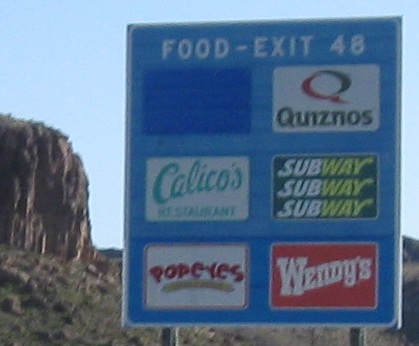 FOOD - EXIT 48
QUIZNOS
Calico's
RESTAURANT
SUBWAY
SUBWAY
SUBWAY
POPEYES
WENDY'S